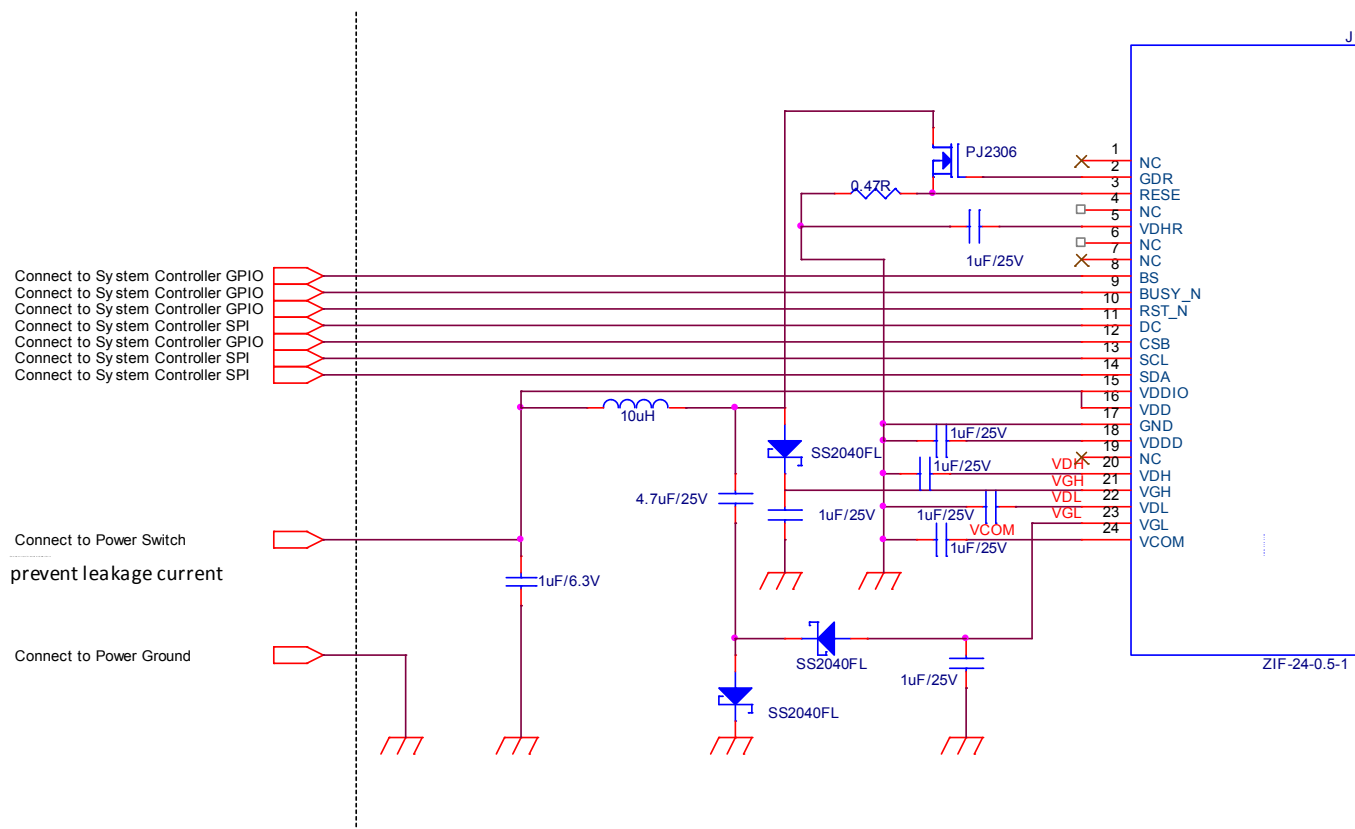 J
1
NC
2
GDR
PJ2306
3
RESE
0.47R
4
NC
5
VDHR
6
NC
7
NC
1uF/25V
8
Connect to System Controller GPIO
BS
9
Connect to System Controller GPIO
BUSY_N
10
Connect to System Controller GPIO
RST_N
11
Connect to System Controller SPI
DC
12
Connect to System Controller GPIO
CSB
13
Connect to System Controller SPI
SCL
14
Connect to System Controller SPI
SDA
15
VDDIO
16
VDD
10uH
17
GND
1uF/25V
18
VDDD
SS2040FL
19
NC
1uF/25V
VDH
20
VDH
VGH
21
VGH
4.7uF/25V
VDL
22
VDL
1uF/25V
1uF/25V
VGL
23
VGL
VCOM
24
VCOM
Connect to Power Switch
1uF/25V
prevent leakage current
1uF/6.3V
Connect to Power Ground
SS2040FL
ZIF-24-0.5-1
1uF/25V
SS2040FL